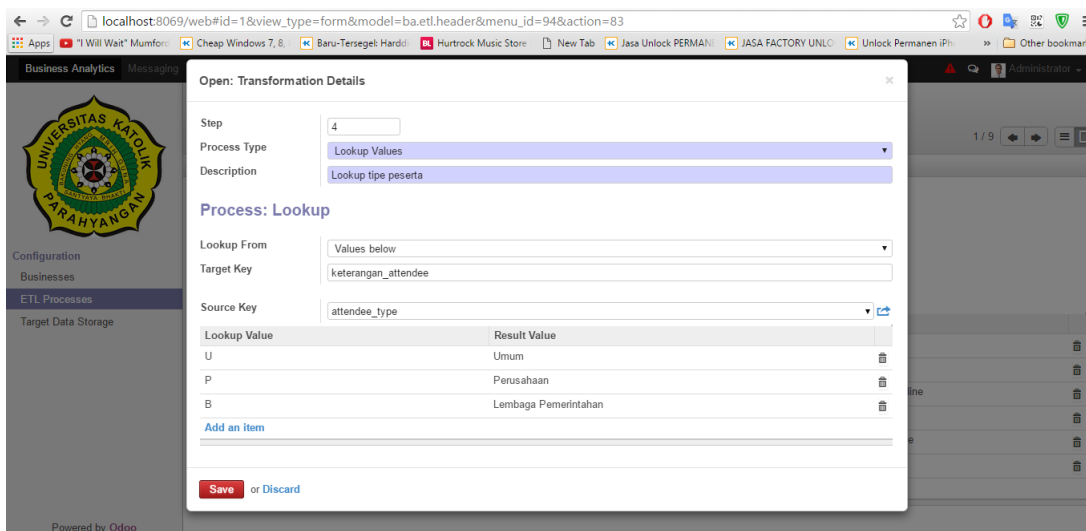 localhost:8069/web#id=1&view_type=form&model=ba.etl.header&menu_id=94&action=83
Apps "I Will Wait" Mumford Cheap Windows 7, 8, Baru-Tersegel: Hardd Hurtrock Music Store New Tab Jasa Unlock PERMAN JASA FACTORY UNLO Unlock Permanen iPh » Other bookmar
Business Analytics Messaging Administrator
Open: Transformation Details ×
UNIVERSITAS KATOLIK PARAHYANGAN
Step 4
1 / 9
Process Type Lookup Values
Description Lookup tipe peserta
Process: Lookup
Lookup From Values below
Configuration
Target Key keterangan_attendee
Businesses
ETL Processes
Source Key attendee_type
Target Data Storage
Lookup Value Result Value
U Umum
P Perusahaan
B Lembaga Pemerintahan
line
Add an item
e
Save or Discard
Powered by Odoo